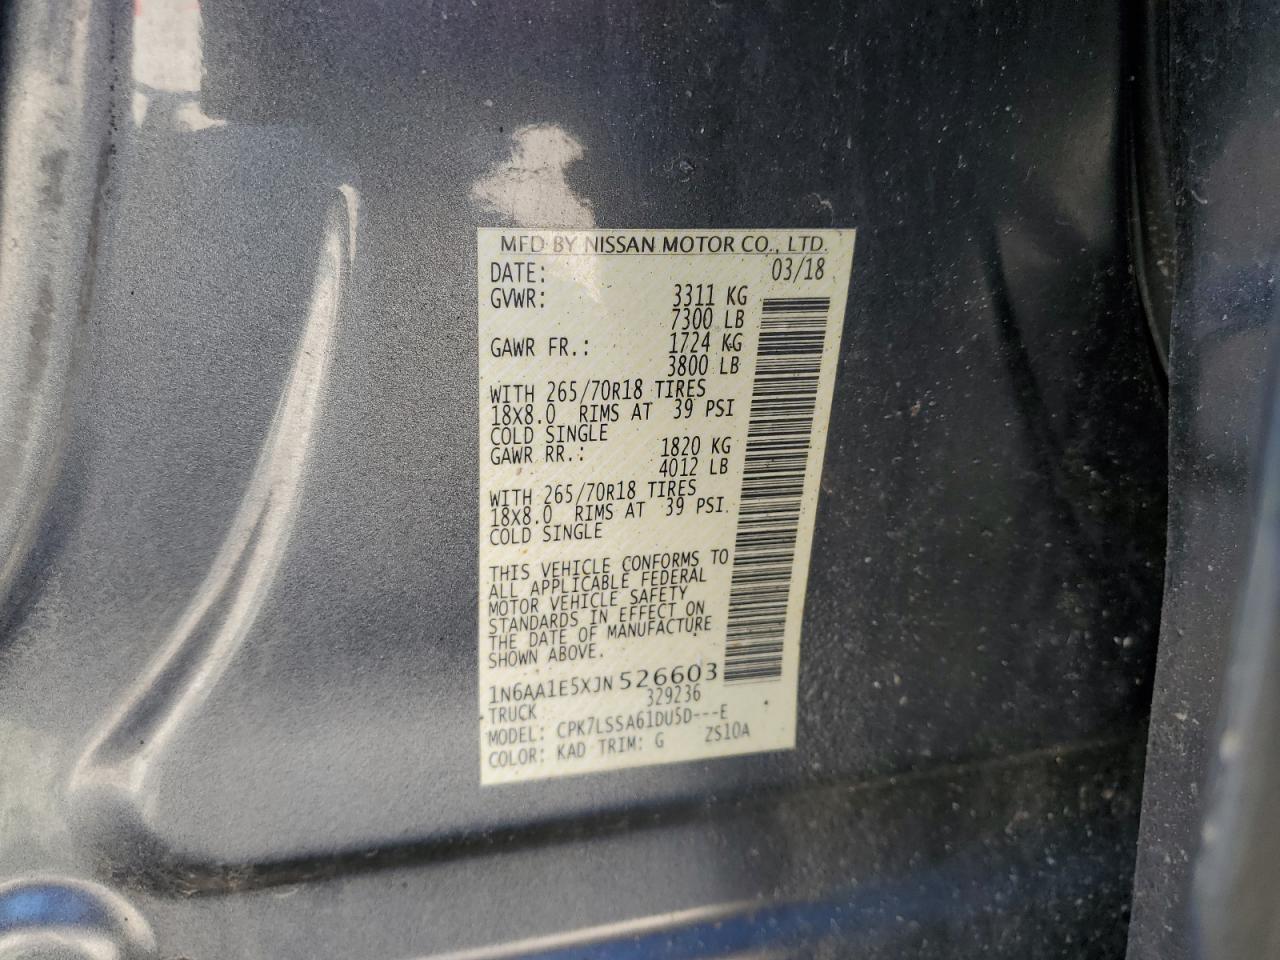 MFD BY NISSAN MOTOR CO., LTD.
DATE: 03/18
GVWR: 3311 KG
7300 LB
GAWR FR.: 1724 KG
3800 LB
WITH 265/70R18 TIRES
18X8.0 RIMS AT 39 PSI
COLD SINGLE
GAWR RR.: 1820 KG
4012 LB
WITH 265/70R18 TIRES
18X8.0 RIMS AT 39 PSI.
COLD SINGLE
THIS VEHICLE CONFORMS TO
ALL APPLICABLE FEDERAL
MOTOR VEHICLE SAFETY
STANDARDS IN EFFECT ON
THE DATE OF MANUFACTURE
SHOWN ABOVE.
1N6AA1E5XJN526603
TRUCK 329236
MODEL: CPK7LSSA61DU5D---E
COLOR: KAD TRIM: G ZS10A